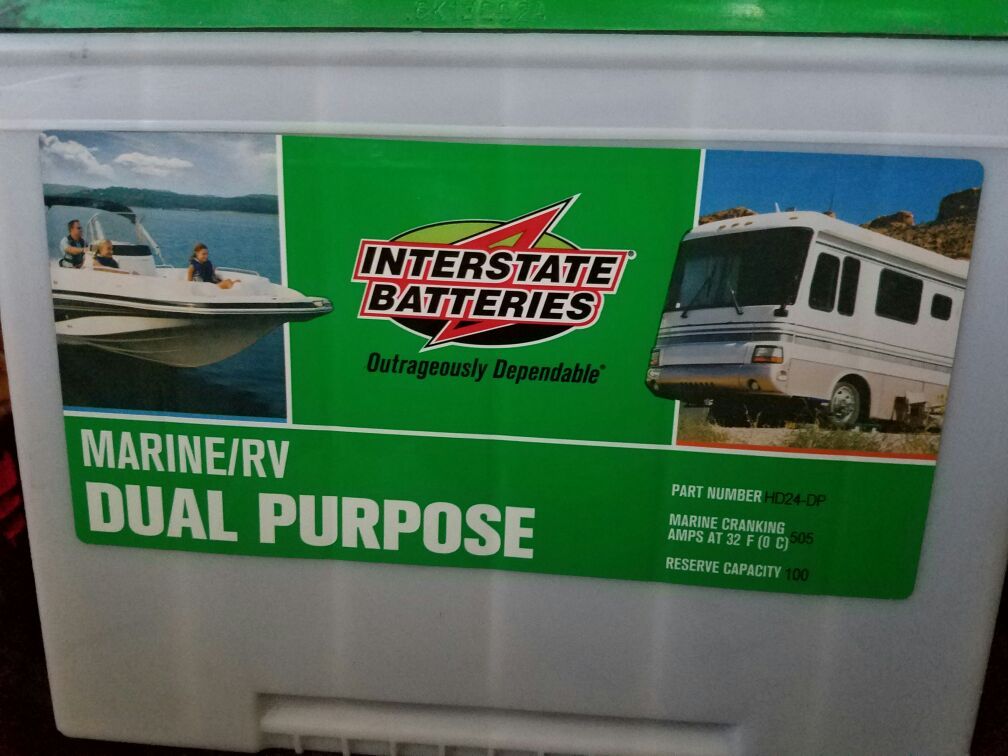 INTERSTATE
BATTERIES
Outrageously Dependable®
MARINE/RV
DUAL PURPOSE
PART NUMBER HD24-DP
MARINE CRANKING
AMPS AT 32 F (0 C) 505
RESERVE CAPACITY 100